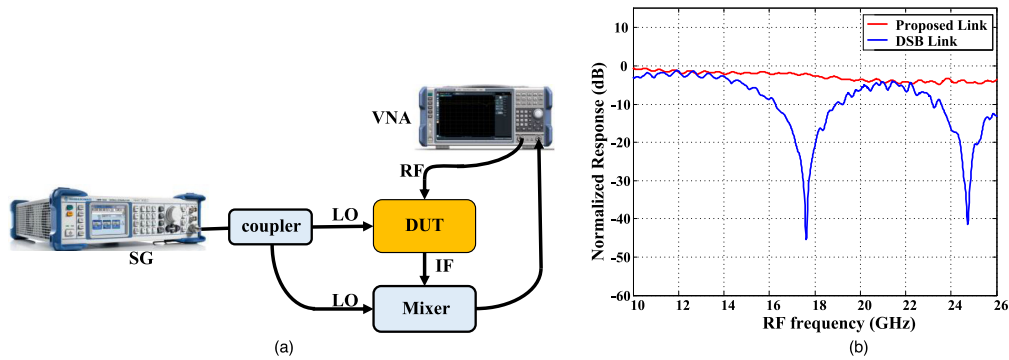 VNA
RF
LO
DUT
coupler
SG
IF
LO
Mixer
(a)
Proposed Link
DSB Link
Normalized Response (dB)
10
0
-10
-20
-30
-40
-50
-60
10 12 14 16 18 20 22 24 26
RF frequency (GHz)
(b)